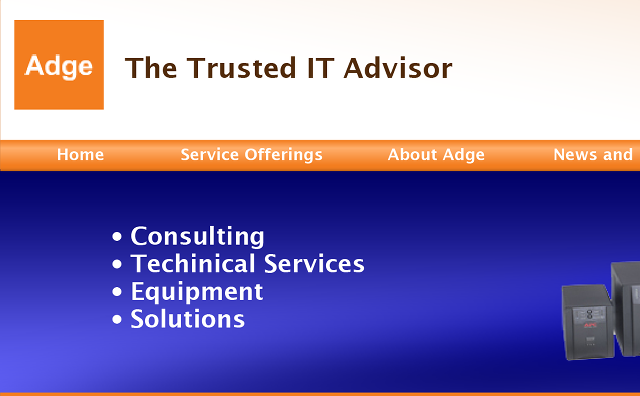 Adge
The Trusted IT Advisor
Home Service Offerings About Adge News and
• Consulting
• Techinical Services
• Equipment
• Solutions